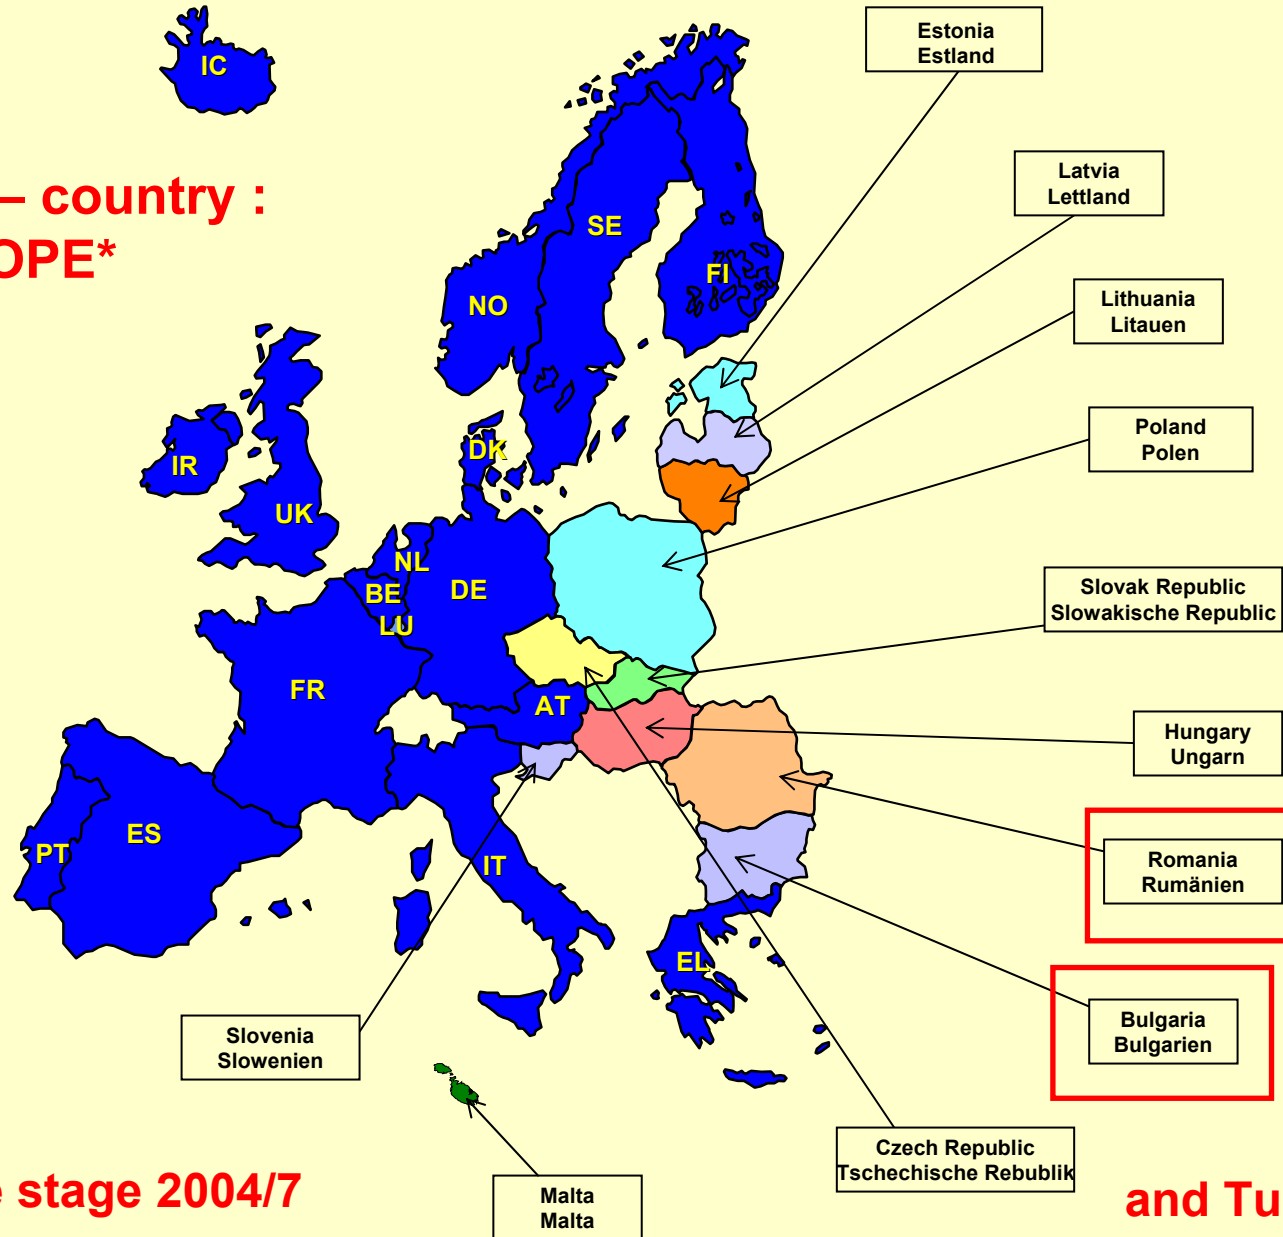 IC
Estonia
Estland
– country :
OPE*
Latvia
Lettland
SE
FI
NO
Lithuania
Litauen
DK
Poland
Polen
IR
UK
NL
BE
DE
LU
Slovak Republic
Slowakische Republic
FR
AT
Hungary
Ungarn
ES
PT
IT
Romania
Rumänien
EL
Bulgaria
Bulgarien
Slovenia
Slowenien
Czech Republic
Tschechische Rebublik
e stage 2004/7
Malta
Malta
and Tu